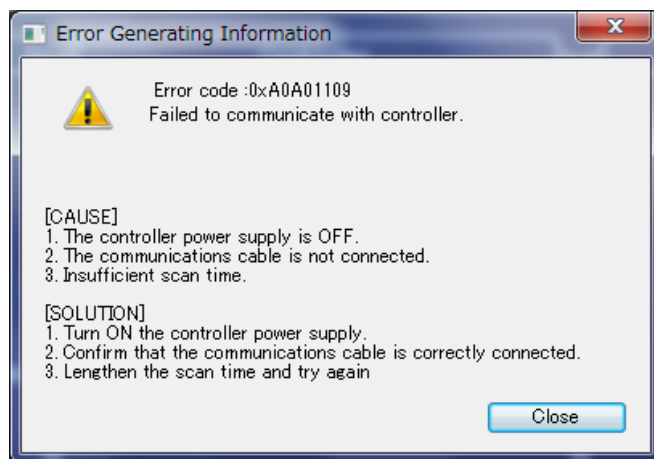 Error Generating Information
Error code :0xA0A01109
Failed to communicate with controller.
[CAUSE]
1. The controller power supply is OFF.
2. The communications cable is not connected.
3. Insufficient scan time.
[SOLUTION]
1. Turn ON the controller power supply.
2. Confirm that the communications cable is correctly connected.
3. Lengthen the scan time and try again
Close